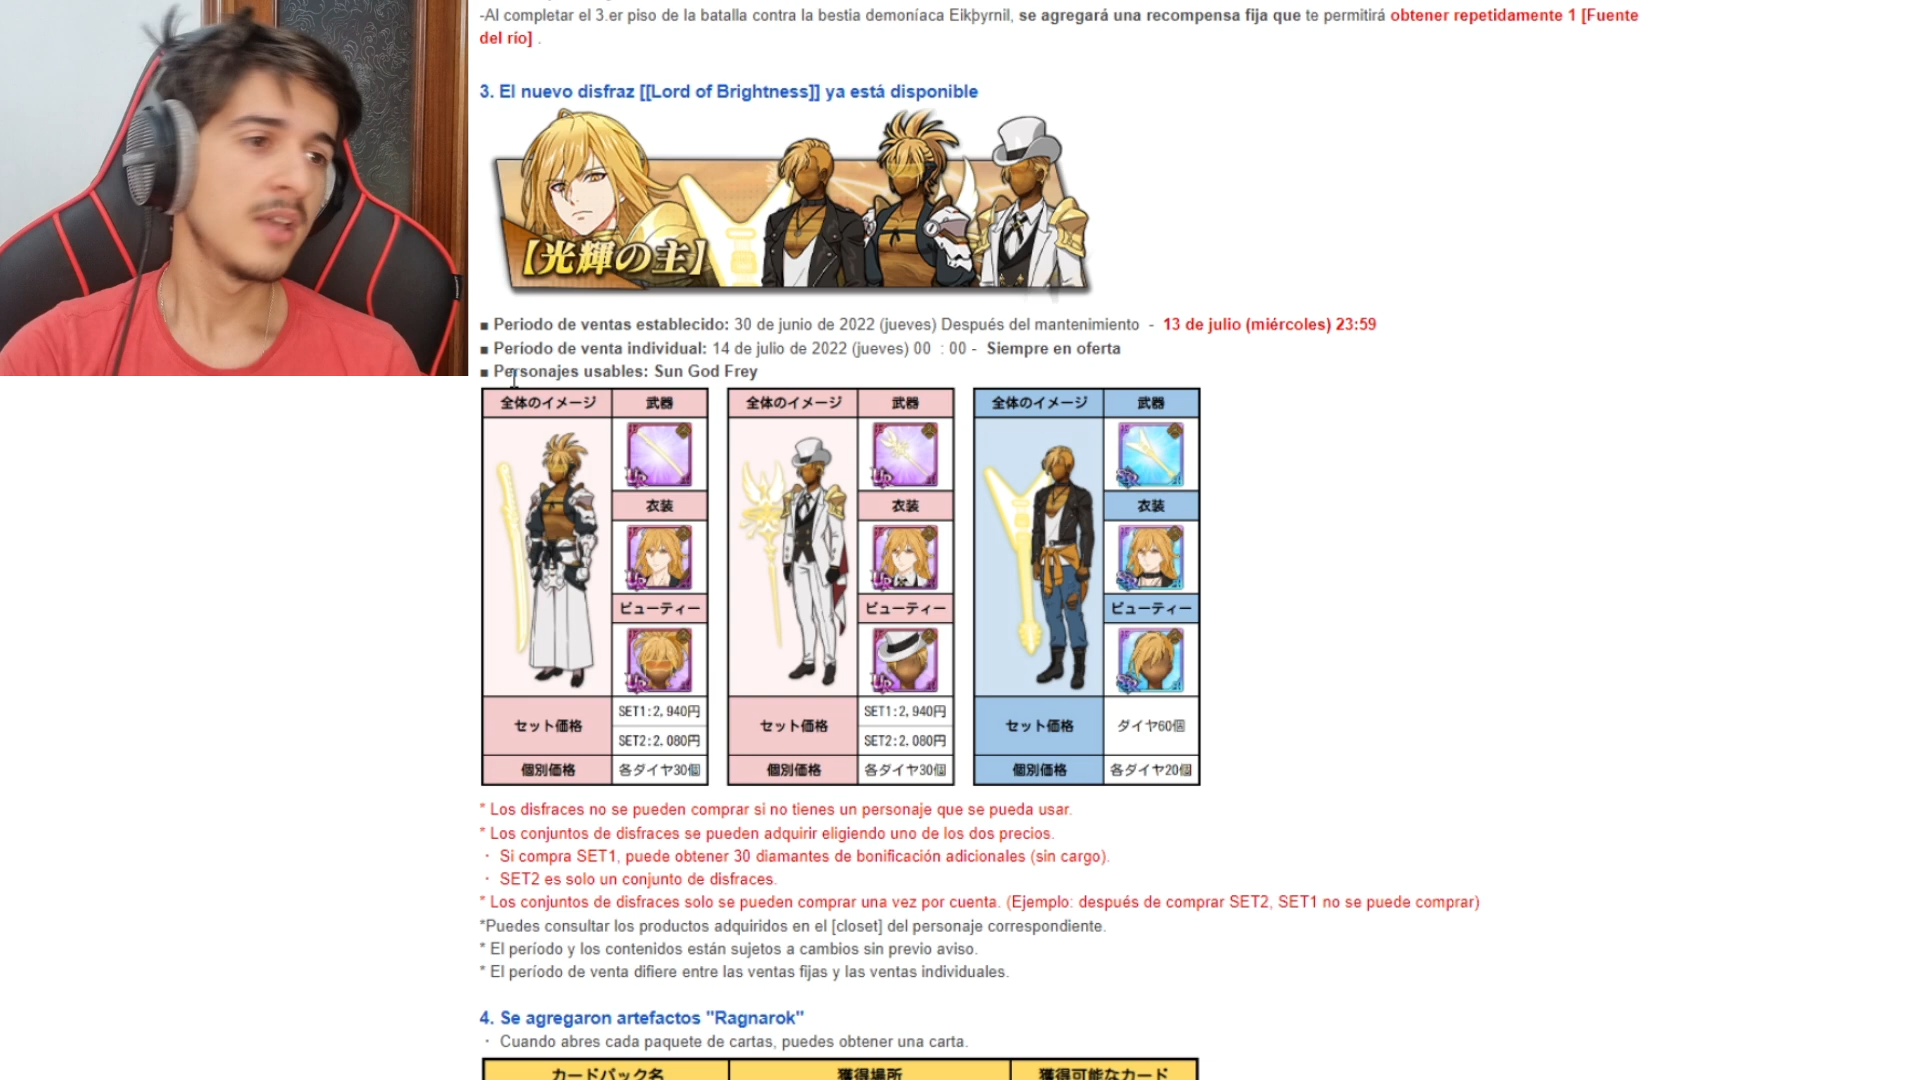 -Al completar el 3.er piso de la batalla contra la bestia demoníaca Eikþyrnil, se agregará una recompensa fija que te permitirá obtener repetidamente 1 [Fuente
del río] .
3. El nuevo disfraz [[Lord of Brightness]] ya está disponible
【光輝の主】
■ Periodo de ventas establecido: 30 de junio de 2022 (jueves) Después del mantenimiento - 13 de julio (miércoles) 23:59
■ Periodo de venta individual: 14 de julio de 2022 (jueves) 00 : 00 - Siempre en oferta
■ Personajes usables: Sun God Frey
全体のイメージ 武器 全体のイメージ 武器 全体のイメージ 武器
UR UR SR
衣装 衣装 衣装
UR UR SR
ビューティー ビューティー ビューティー
UR UR SR
セット価格 SET1:2,940円 セット価格 SET1:2,940円 セット価格 ダイヤ60個
SET2:2.080円 SET2:2.080円
個別価格 各ダイヤ30個 個別価格 各ダイヤ30個 個別価格 各ダイヤ20個
* Los disfraces no se pueden comprar si no tienes un personaje que se pueda usar.
* Los conjuntos de disfraces se pueden adquirir eligiendo uno de los dos precios.
・ Si compra SET1, puede obtener 30 diamantes de bonificación adicionales (sin cargo).
・ SET2 es solo un conjunto de disfraces.
* Los conjuntos de disfraces solo se pueden comprar una vez por cuenta. (Ejemplo: después de comprar SET2, SET1 no se puede comprar)
*Puedes consultar los productos adquiridos en el [closet] del personaje correspondiente.
* El período y los contenidos están sujetos a cambios sin previo aviso.
* El período de venta difiere entre las ventas fijas y las ventas individuales.
4. Se agregaron artefactos "Ragnarok"
・ Cuando abres cada paquete de cartas, puedes obtener una carta.
カードパック名 獲得場所 獲得可能なカード